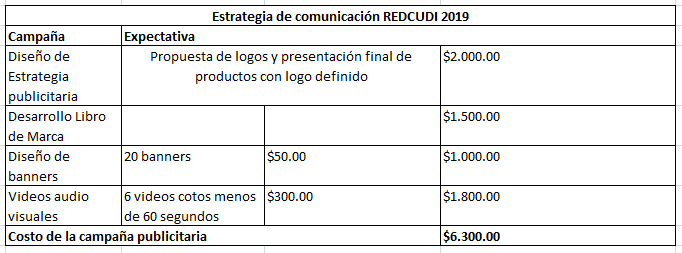 Estrategia de comunicación REDCUDI 2019
Campaña Expectativa
Diseño de Estrategia publicitaria Propuesta de logos y presentación final de productos con logo definido $2.000.00
Desarrollo Libro de Marca $1.500.00
Diseño de banners 20 banners $50.00 $1.000.00
Videos audio visuales 6 videos cotos menos de 60 segundos $300.00 $1.800.00
Costo de la campaña publicitaria $6.300.00